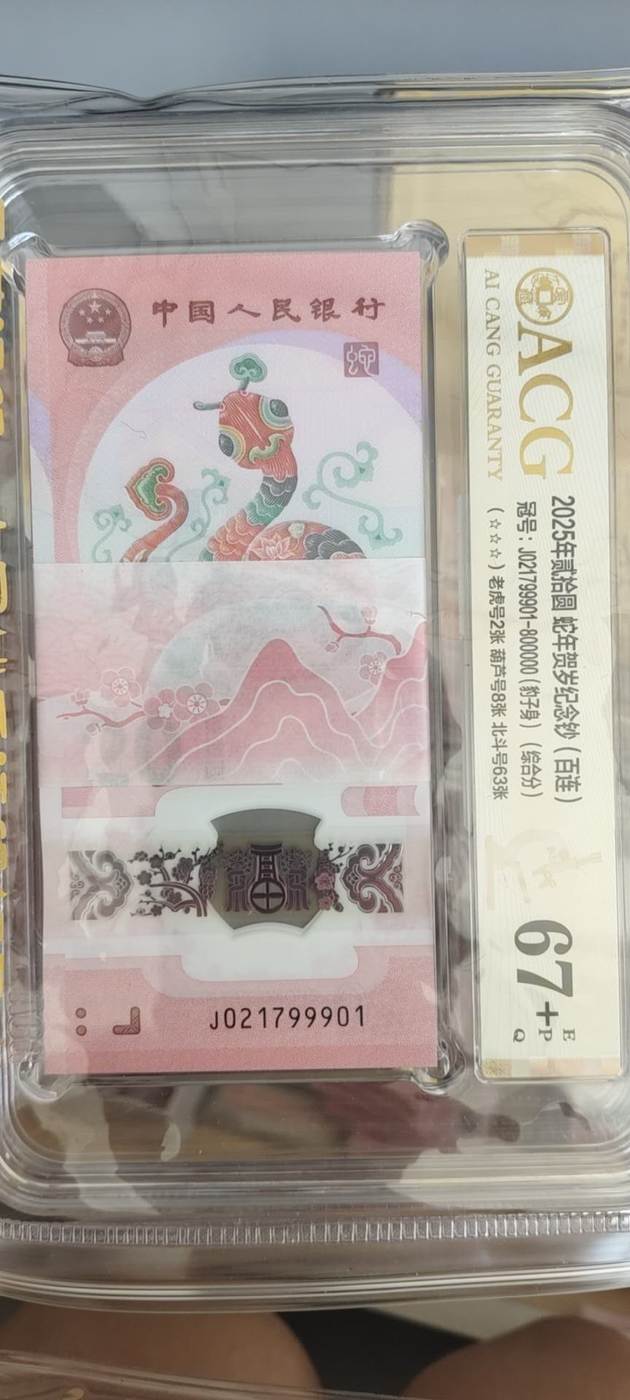 中国人民银行
蛇
J021799901
ACG
AI CANG GUARANTY
2025年贰拾圆 蛇年贺岁纪念钞（百连）
冠号：J021799901-800000（豹子身）（综合分）
（☆☆☆）老虎号2张 葫芦号8张 北斗号63张
67+
E
P
Q